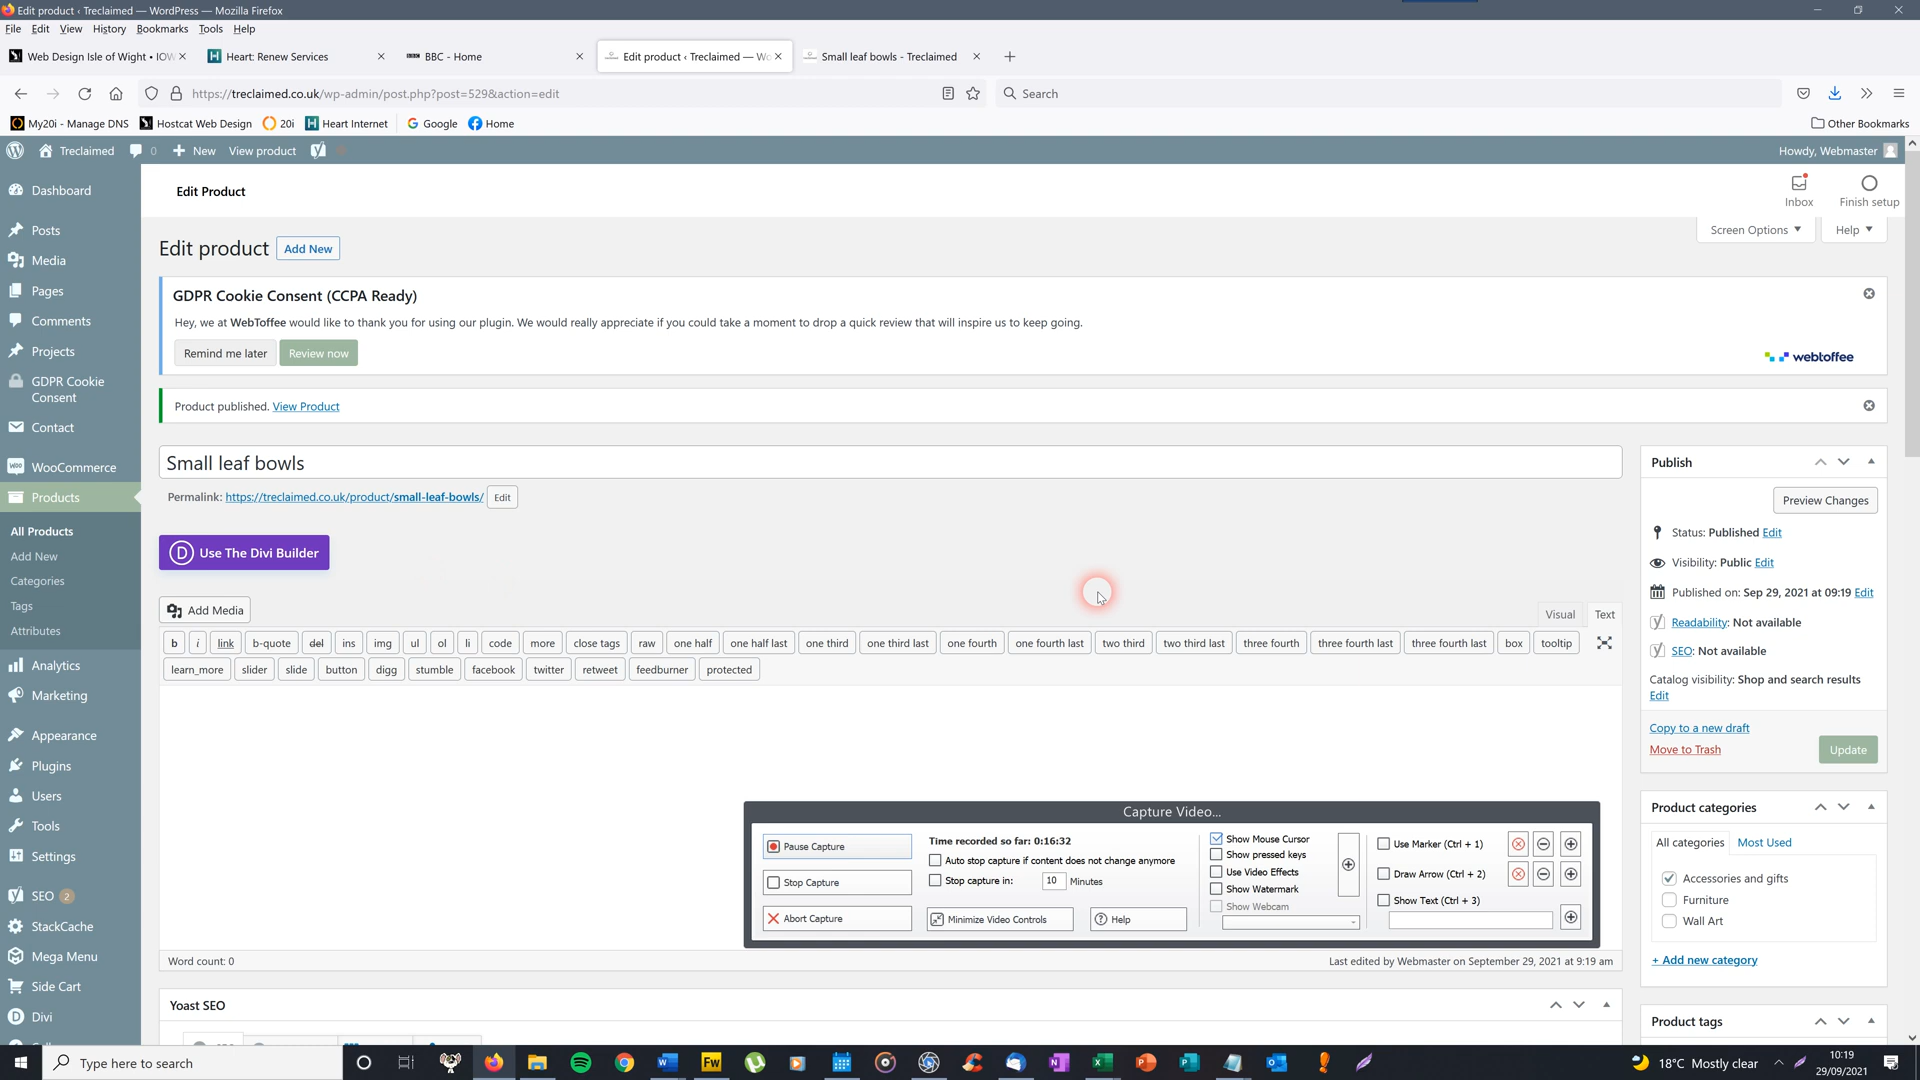 Edit product ‹ Treclaimed — WordPress — Mozilla Firefox
File Edit View History Bookmarks Tools Help
Web Design Isle of Wight • IOW
Heart: Renew Services
BBC - Home
Edit product ‹ Treclaimed — Wo
Small leaf bowls - Treclaimed
https://treclaimed.co.uk/wp-admin/post.php?post=529&action=edit
Search
My20i - Manage DNS Hostcat Web Design 20i Heart Internet Google Home Other Bookmarks
Treclaimed 0 New View product Howdy, Webmaster
Edit Product
Inbox Finish setup
Screen Options Help
Edit product Add New
GDPR Cookie Consent (CCPA Ready)
Hey, we at WebToffee would like to thank you for using our plugin. We would really appreciate if you could take a moment to drop a quick review that will inspire us to keep going.
Remind me later Review now
webtoffee
Product published. View Product
Small leaf bowls
Permalink: https://treclaimed.co.uk/product/small-leaf-bowls/ Edit
D Use The Divi Builder
Add Media
Visual Text
b i link b-quote del ins img ul ol li code more close tags raw one half one half last one third one third last one fourth one fourth last two third two third last three fourth three fourth last three fourth last box tooltip
learn_more slider slide button digg stumble facebook twitter retweet feedburner protected
Capture Video...
Pause Capture
Stop Capture
Abort Capture
Time recorded so far: 0:16:32
Auto stop capture if content does not change anymore
Stop capture in: 10 Minutes
Minimize Video Controls
Help
Show Mouse Cursor
Show pressed keys
Use Video Effects
Show Watermark
Show Webcam
Use Marker (Ctrl + 1)
Draw Arrow (Ctrl + 2)
Show Text (Ctrl + 3)
Word count: 0
Last edited by Webmaster on September 29, 2021 at 9:19 am
Yoast SEO
Publish
Preview Changes
Status: Published Edit
Visibility: Public Edit
Published on: Sep 29, 2021 at 09:19 Edit
Readability: Not available
SEO: Not available
Catalog visibility: Shop and search results
Edit
Copy to a new draft
Move to Trash
Update
Product categories
All categories Most Used
Accessories and gifts
Furniture
Wall Art
+ Add new category
Product tags
Dashboard
Posts
Media
Pages
Comments
Projects
GDPR Cookie
Consent
Contact
WooCommerce
Products
All Products
Add New
Categories
Tags
Attributes
Analytics
Marketing
Appearance
Plugins
Users
Tools
Settings
SEO 2
StackCache
Mega Menu
Side Cart
Divi
Type here to search
18°C Mostly clear
10:19
29/09/2021